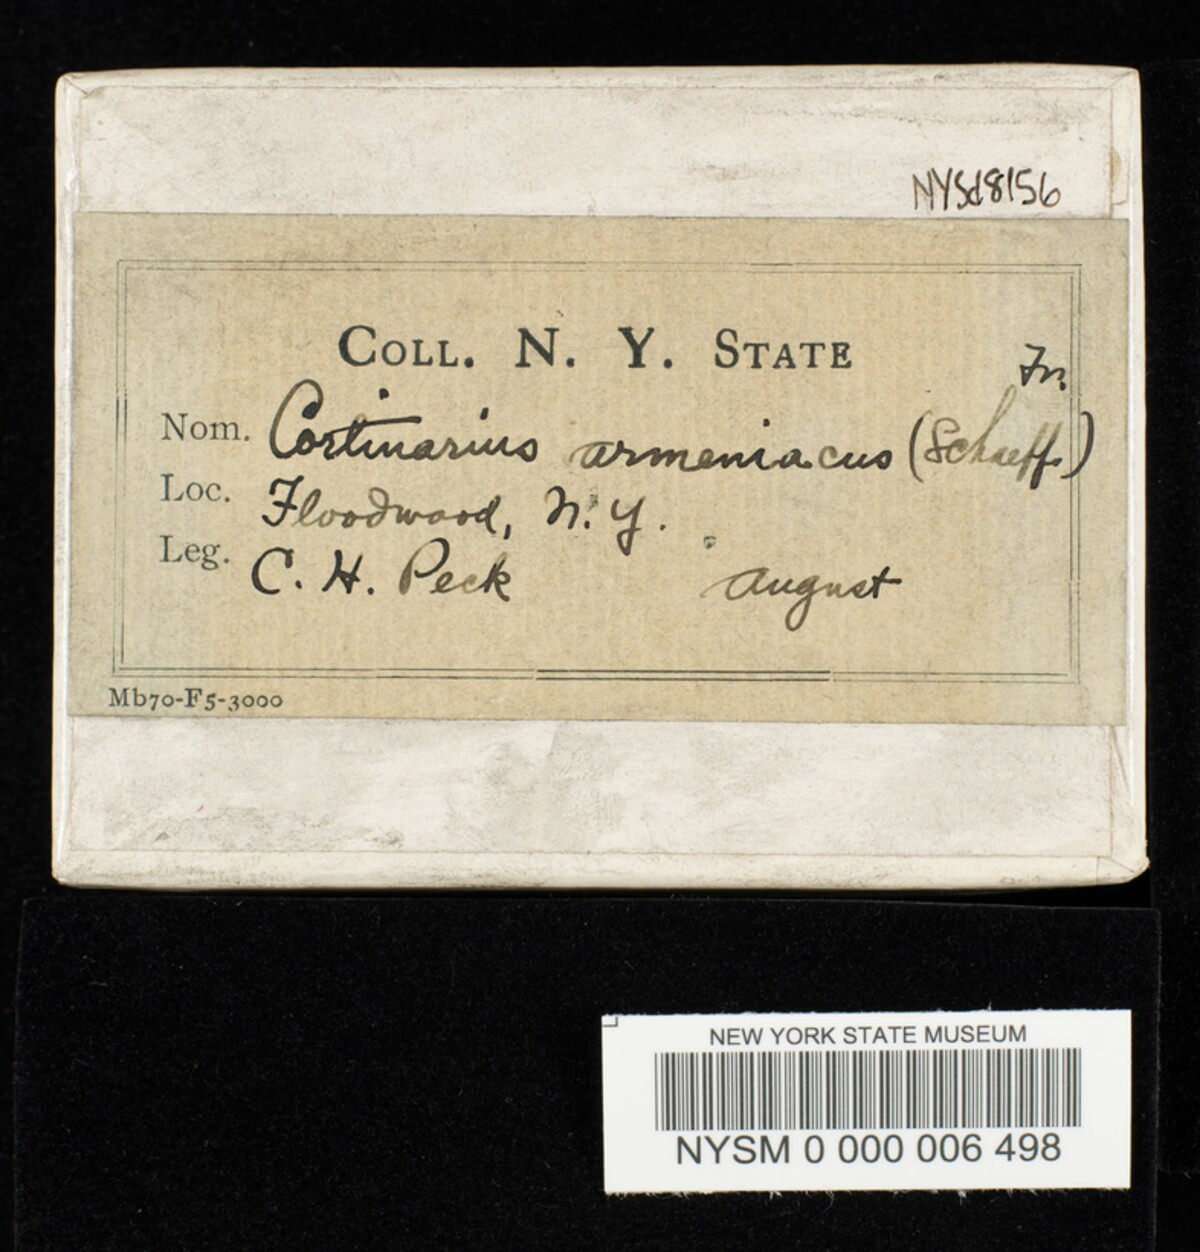 NYSd8156
COLL. N. Y. STATE
Fr.
Nom. Cortinarius armeniacus (Schaeff.)
Loc. Floodwood, N. Y.
Leg. C. H. Peck August
Mb70-F5-3000
NEW YORK STATE MUSEUM
NYSM 0 000 006 498